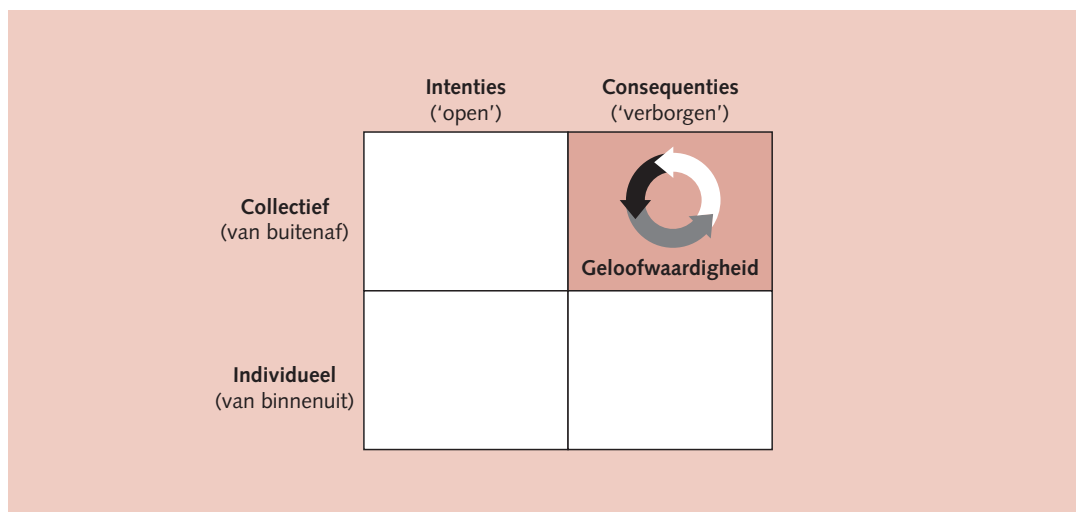 Intenties
('open')
Consequenties
('verborgen')
Collectief
(van buitenaf)
Geloofwaardigheid
Individueel
(van binnenuit)